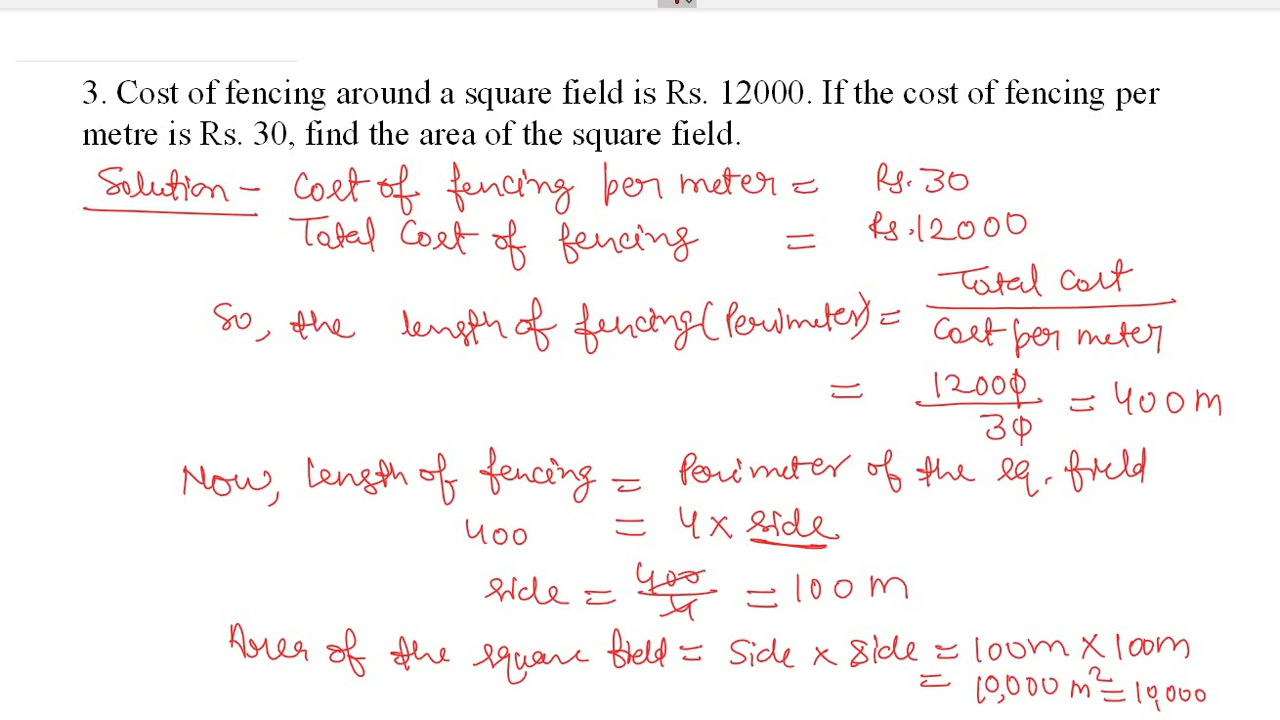 3. Cost of fencing around a square field is Rs. 12000. If the cost of fencing per
metre is Rs. 30, find the area of the square field.
Solution - Cost of fencing per meter = Rs. 30
Total Cost of fencing = Rs. 12000
So, the length of fencing (Perimeter) = Total Cost / Cost per meter
= 12000 / 30 = 400 m
Now, Length of fencing = Perimeter of the sq. field
400 = 4 × side
side = 400 / 4 = 100 m
Area of the square field = Side × Side = 100m × 100m
= 10,000 m² = 10,000